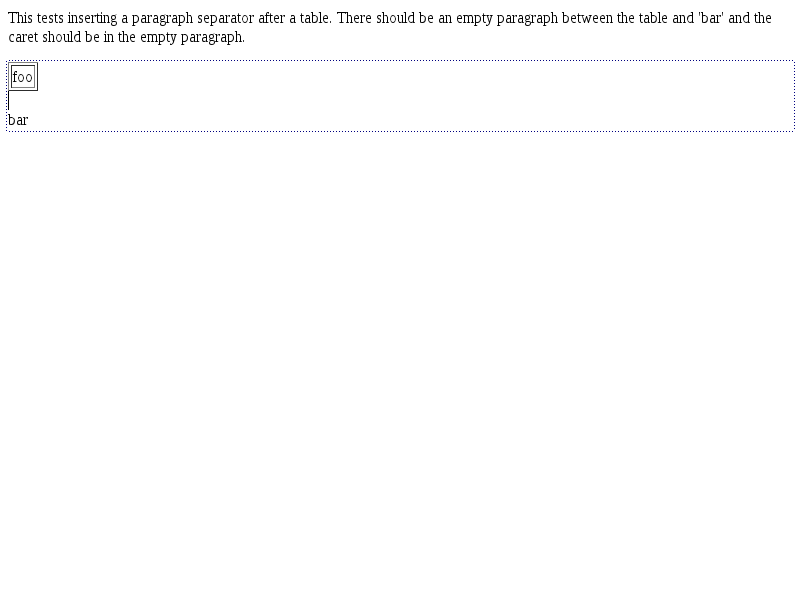 This tests inserting a paragraph separator after a table. There should be an empty paragraph between the table and 'bar' and the
caret should be in the empty paragraph.
foo
bar